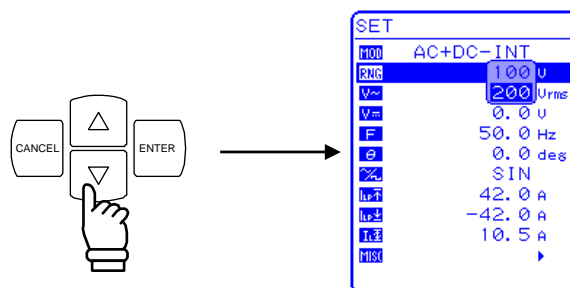 CANCEL
ENTER
SET
MOD AC+DC-INT
RNG 100 V
V~ 200 Vrms
V⎓ 0.0 V
F 50.0 Hz
θ 0.0 deg
SIN
42.0 A
-42.0 A
10.5 A
MISC